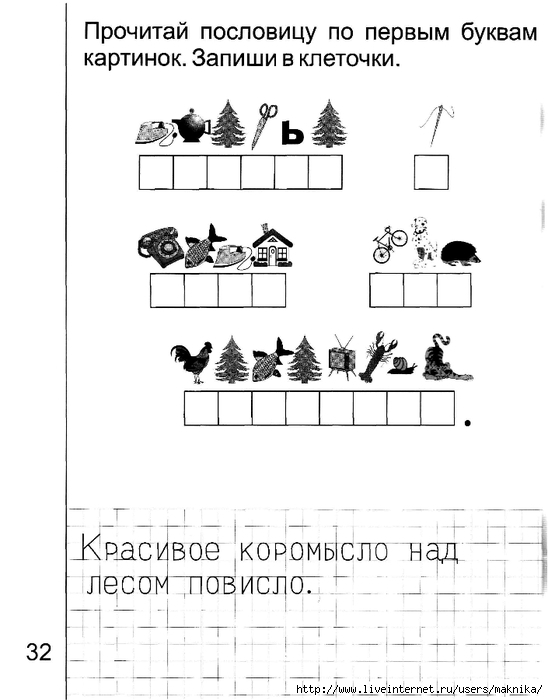 Прочитай пословицу по первым буквам
картинок. Запиши в клеточки.
ь
.
Красивое коромысло над
лесом повисло.
32
http://www.liveinternet.ru/users/maknika/